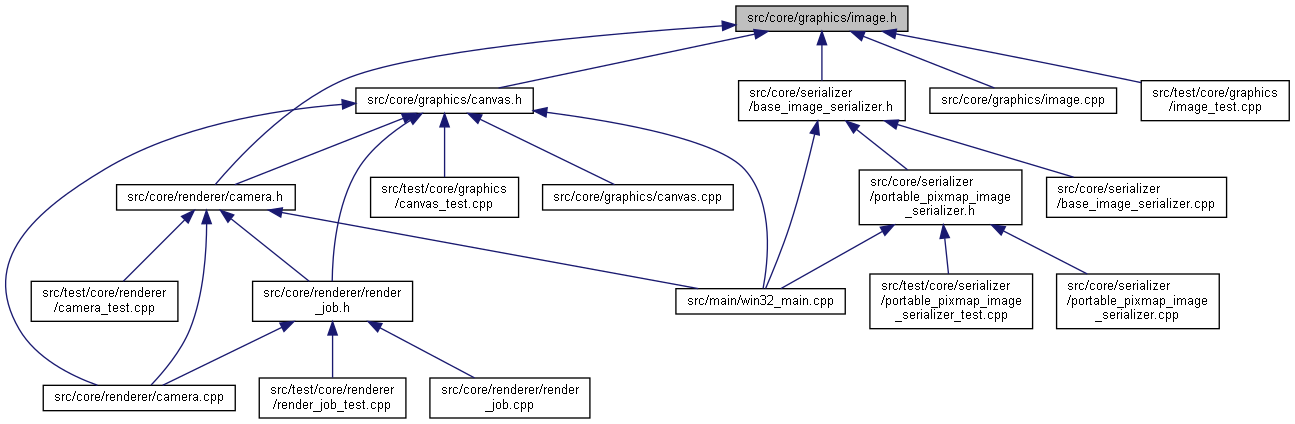 src/core/graphics/image.h
src/core/graphics/canvas.h
src/core/serializer
/base_image_serializer.h
src/core/graphics/image.cpp
src/test/core/graphics
/image_test.cpp
src/core/renderer/camera.h
src/test/core/graphics
/canvas_test.cpp
src/core/graphics/canvas.cpp
src/core/serializer
/portable_pixmap_image
_serializer.h
src/core/serializer
/base_image_serializer.cpp
src/test/core/renderer
/camera_test.cpp
src/core/renderer/render
_job.h
src/main/win32_main.cpp
src/test/core/serializer
/portable_pixmap_image
_serializer_test.cpp
src/core/serializer
/portable_pixmap_image
_serializer.cpp
src/core/renderer/camera.cpp
src/test/core/renderer
/render_job_test.cpp
src/core/renderer/render
_job.cpp